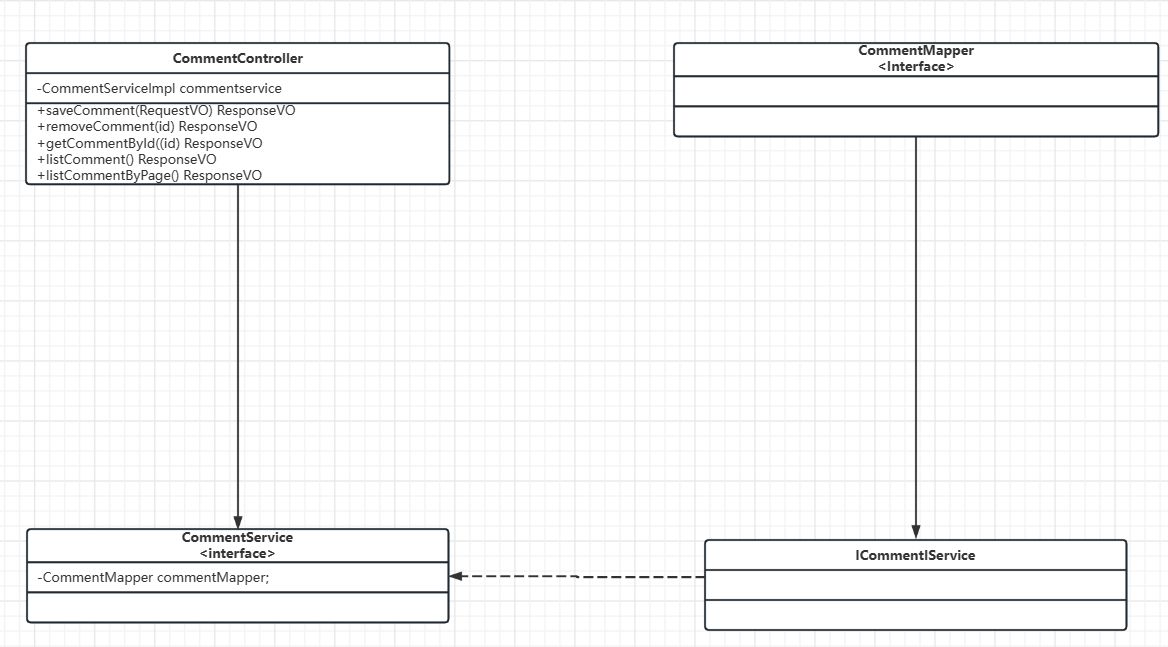 CommentController
-CommentServiceImpl commentservice
+saveComment(RequestVO) ResponseVO
+removeComment(id) ResponseVO
+getCommentById((id) ResponseVO
+listComment() ResponseVO
+listCommentByPage() ResponseVO
CommentMapper
<Interface>
CommentService
<interface>
-CommentMapper commentMapper;
ICommentIService